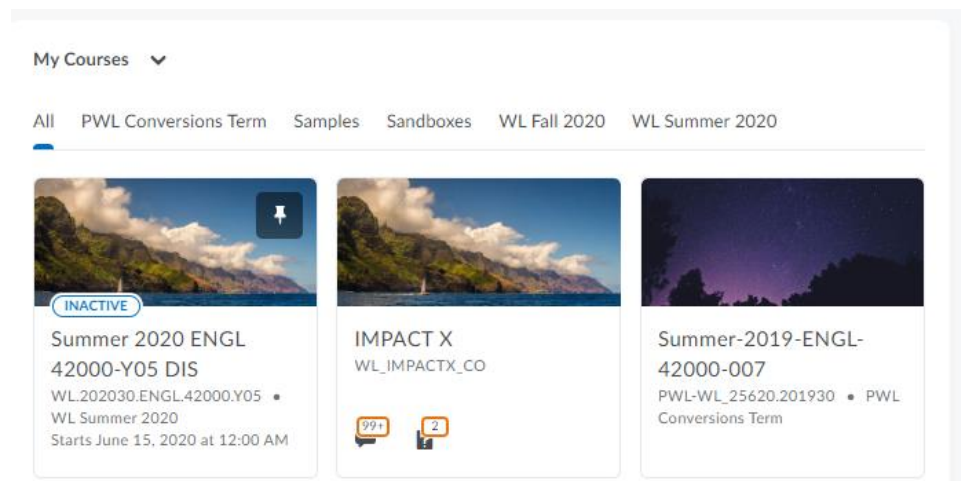 My Courses
All PWL Conversions Term Samples Sandboxes WL Fall 2020 WL Summer 2020
INACTIVE
Summer 2020 ENGL
42000-Y05 DIS
WL.202030.ENGL.42000.Y05 •
WL Summer 2020
Starts June 15, 2020 at 12:00 AM
IMPACT X
WL_IMPACTX_CO
99+ 2
Summer-2019-ENGL-
42000-007
PWL-WL_25620.201930 • PWL
Conversions Term